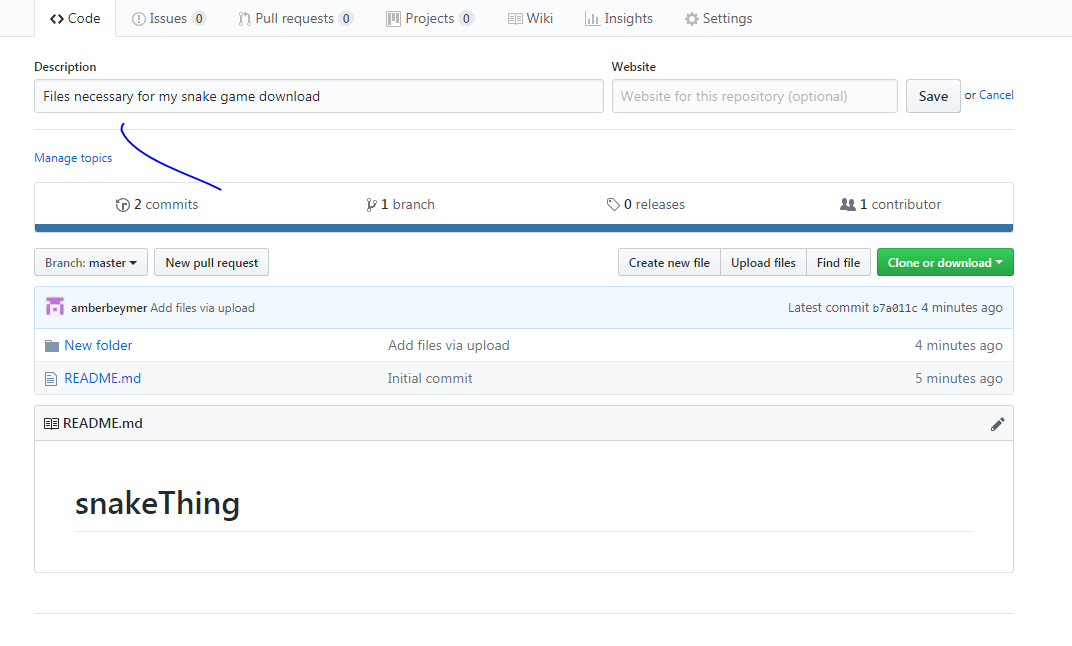 Code Issues 0 Pull requests 0 Projects 0 Wiki Insights Settings
Description Website
Files necessary for my snake game download Website for this repository (optional) Save or Cancel
Manage topics
2 commits 1 branch 0 releases 1 contributor
Branch: master New pull request Create new file Upload files Find file Clone or download
amberbeymer Add files via upload Latest commit b7a011c 4 minutes ago
New folder Add files via upload 4 minutes ago
README.md Initial commit 5 minutes ago
README.md
snakeThing